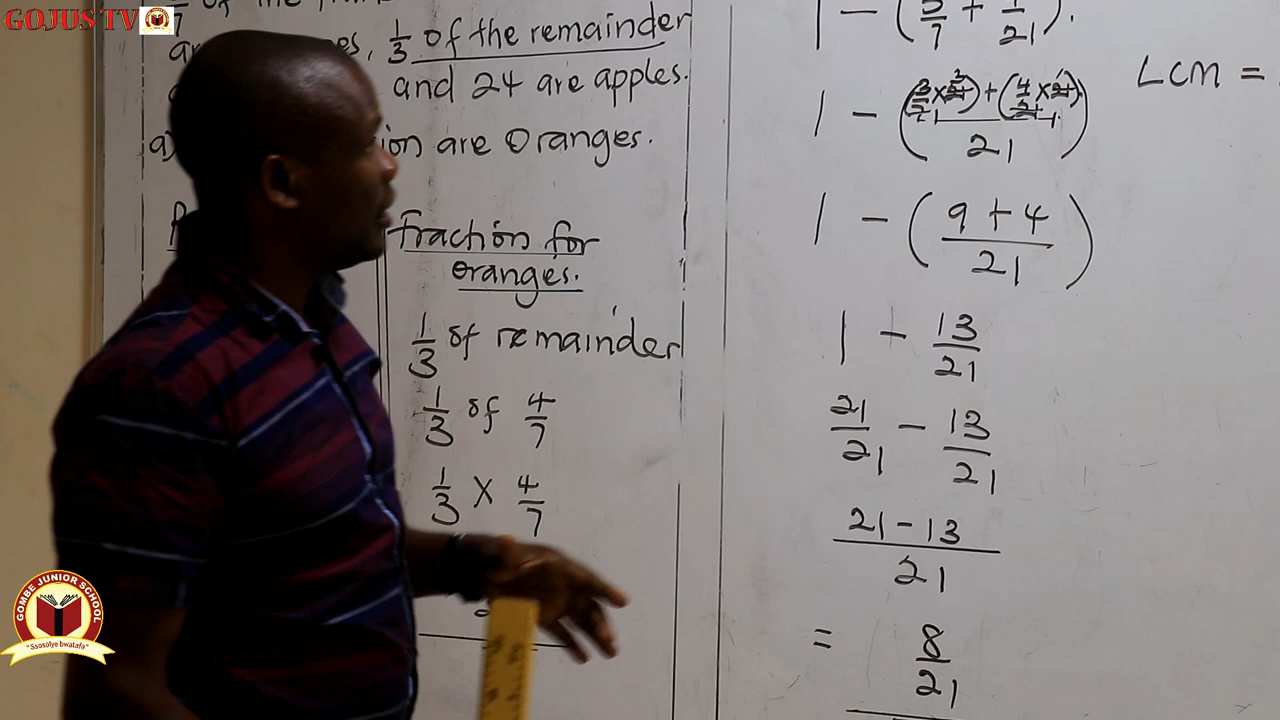 GOJUS TV
1/3 of the remainder
and 24 are apples.
a)
ion are Oranges.
Fraction for
Oranges.
1/3 of remainder
1/3 of 4/7
1/3 X 4/7
LCM =
1 - (9 + 4)/21
1 - 13/21
21/21 - 13/21
21 - 13
21
= 8/21
GOMBE JUNIOR SCHOOL
"Ssosolye bwatafa"